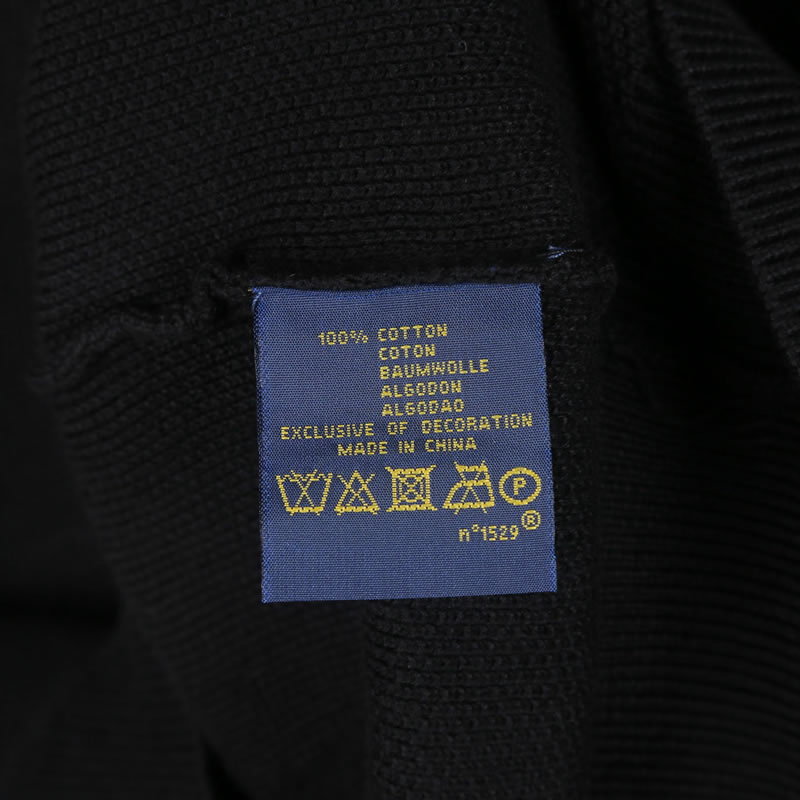 100% COTTON
COTON
BAUMWOLLE
ALGODON
ALGODAO
EXCLUSIVE OF DECORATION
MADE IN CHINA
P
n°1529®